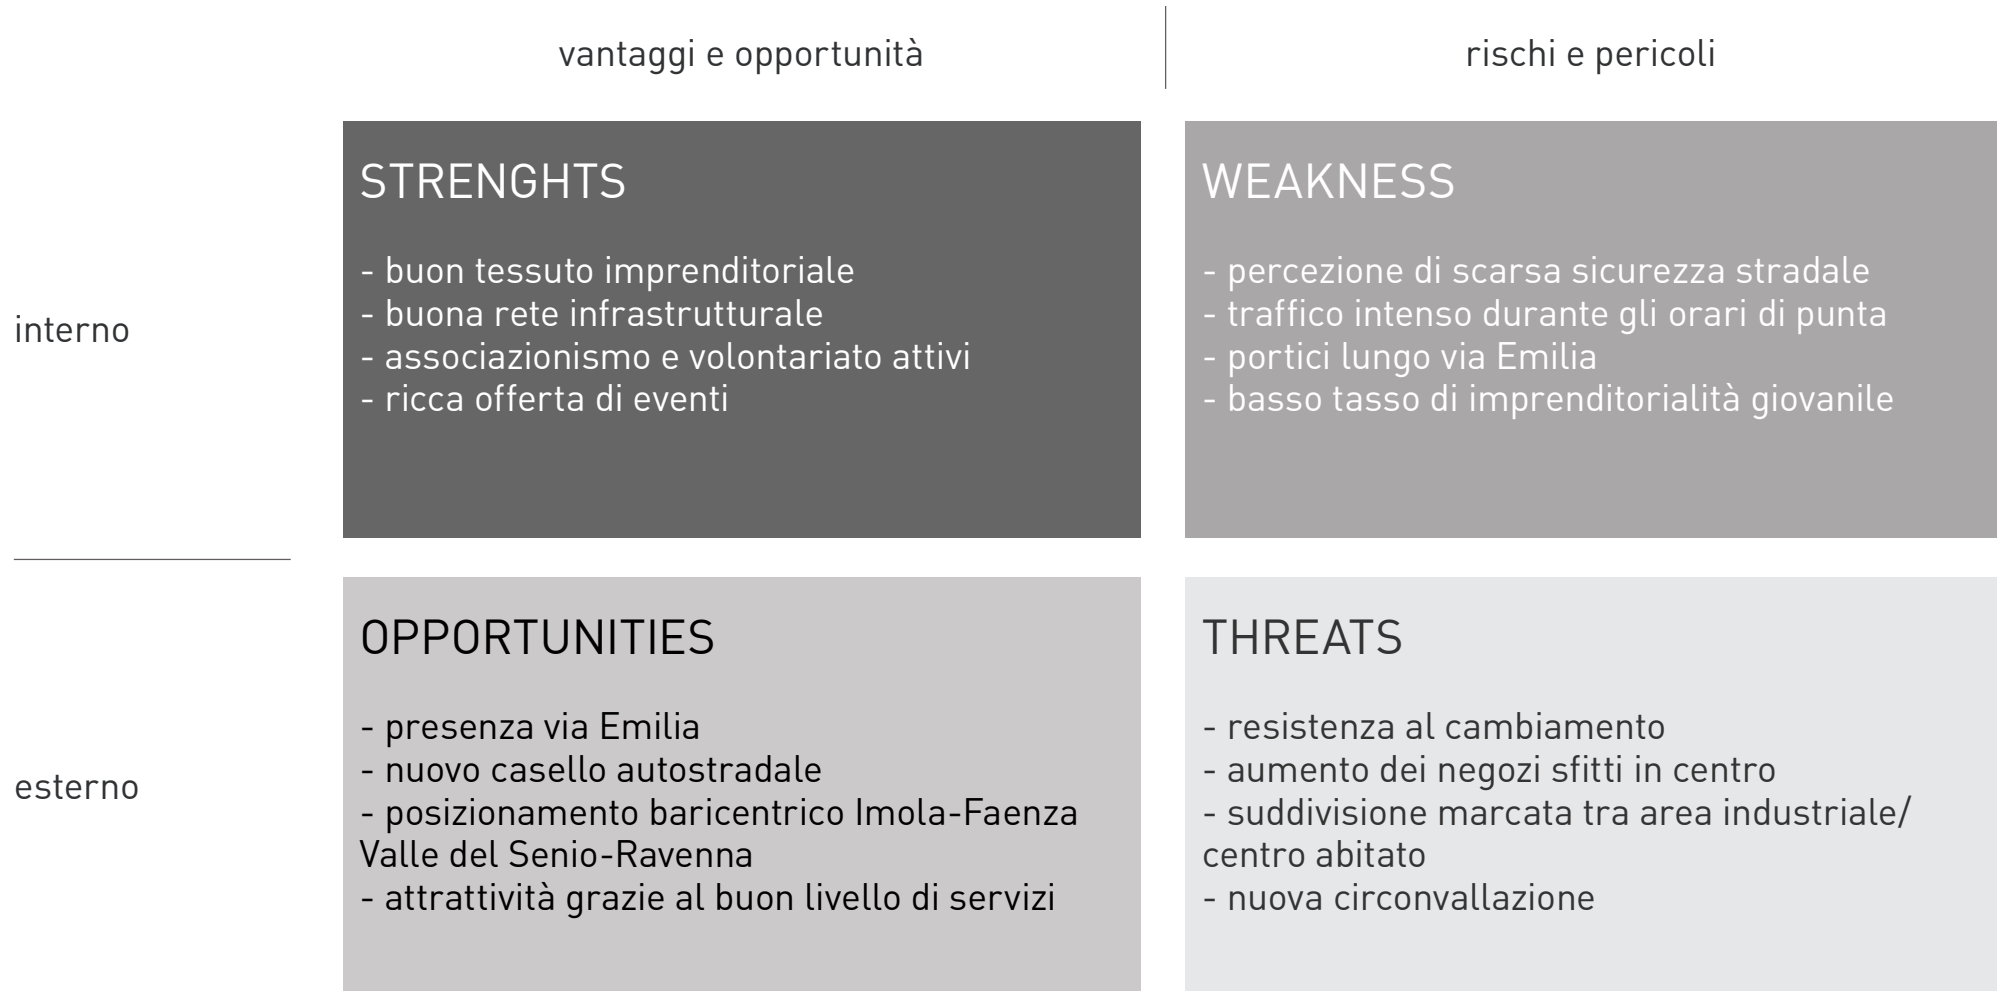 vantaggi e opportunità
rischi e pericoli
interno
STRENGHTS
- buon tessuto imprenditoriale
- buona rete infrastrutturale
- associazionismo e volontariato attivi
- ricca offerta di eventi
WEAKNESS
- percezione di scarsa sicurezza stradale
- traffico intenso durante gli orari di punta
- portici lungo via Emilia
- basso tasso di imprenditorialità giovanile
esterno
OPPORTUNITIES
- presenza via Emilia
- nuovo casello autostradale
- posizionamento baricentrico Imola-Faenza
Valle del Senio-Ravenna
- attrattività grazie al buon livello di servizi
THREATS
- resistenza al cambiamento
- aumento dei negozi sfitti in centro
- suddivisione marcata tra area industriale/
centro abitato
- nuova circonvallazione